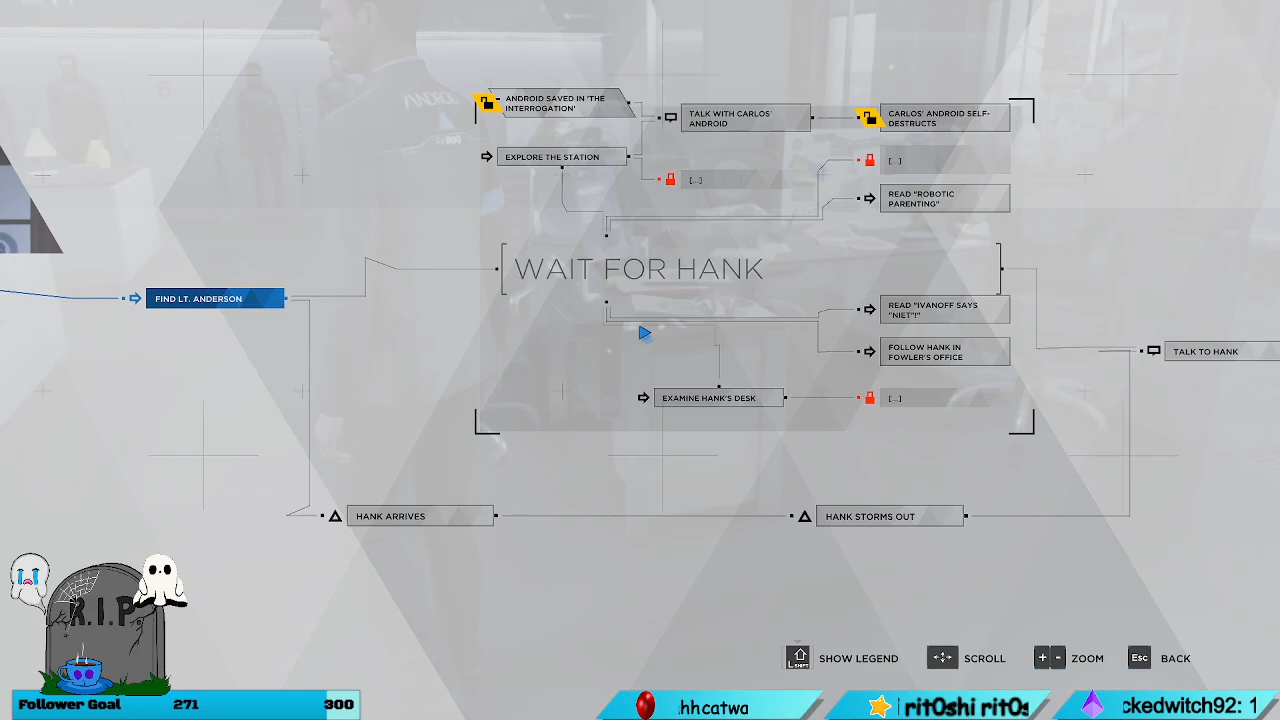 ANDROID SAVED IN 'THE
INTERROGATION'
TALK WITH CARLOS'
ANDROID
CARLOS' ANDROID SELF-
DESTRUCTS
EXPLORE THE STATION
[...]
[...]
READ "ROBOTIC
PARENTING"
WAIT FOR HANK
FIND LT. ANDERSON
READ "IVANOFF SAYS
"NIET"!"
FOLLOW HANK IN
FOWLER'S OFFICE
TALK TO HANK
EXAMINE HANK'S DESK
[...]
HANK ARRIVES
HANK STORMS OUT
R.I.P.
SHIFT SHOW LEGEND
SCROLL
+ - ZOOM
Esc BACK
Follower Goal 271 300
hhcatwa
rit0shi rit0s
ckedwitch92: 1